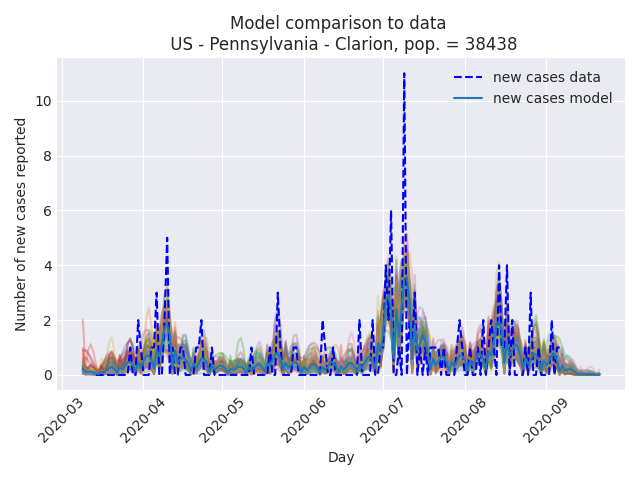 Model comparison to data
US - Pennsylvania - Clarion, pop. = 38438
new cases data
new cases model
Number of new cases reported
10
8
6
4
2
0
2020-03
2020-04
2020-05
2020-06
2020-07
2020-08
2020-09
Day